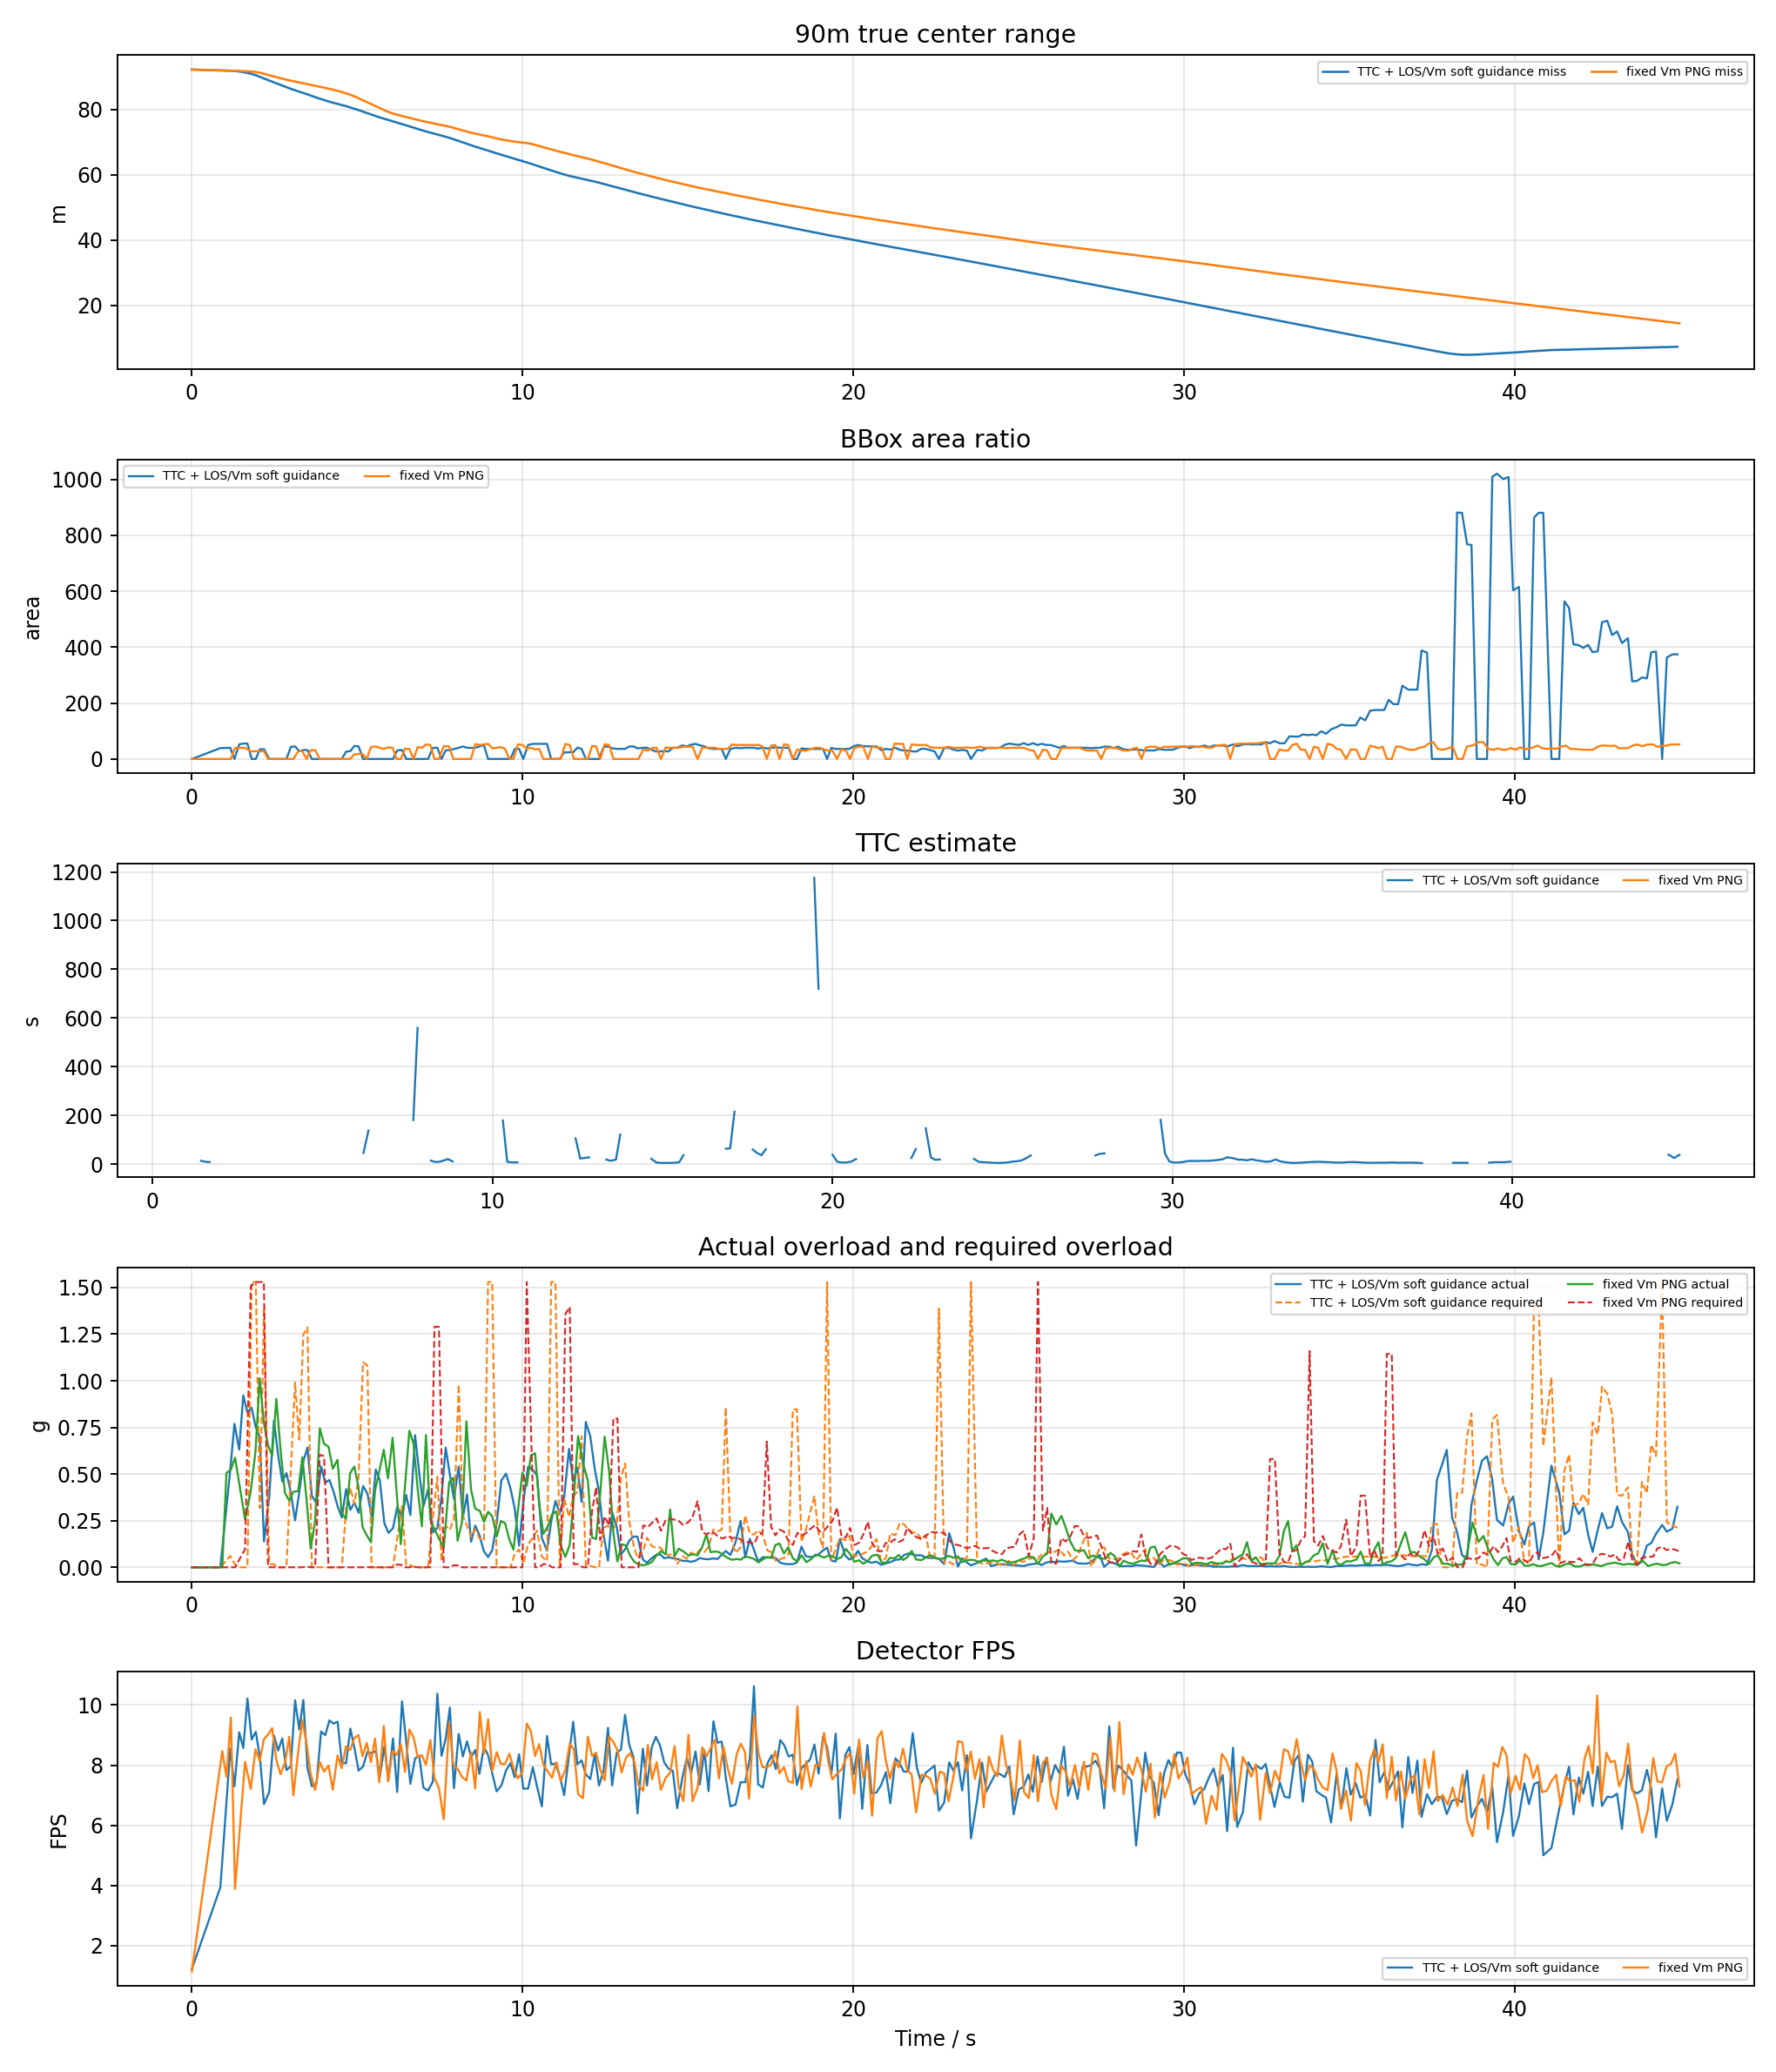 90m true center range
TTC + LOS/Vm soft guidance miss
fixed Vm PNG miss
m
80
60
40
20
0 10 20 30 40
BBox area ratio
TTC + LOS/Vm soft guidance
fixed Vm PNG
area
1000
800
600
400
200
0
0 10 20 30 40
TTC estimate
TTC + LOS/Vm soft guidance
fixed Vm PNG
s
1200
1000
800
600
400
200
0
0 10 20 30 40
Actual overload and required overload
TTC + LOS/Vm soft guidance actual
TTC + LOS/Vm soft guidance required
fixed Vm PNG actual
fixed Vm PNG required
g
1.50
1.25
1.00
0.75
0.50
0.25
0.00
0 10 20 30 40
Detector FPS
FPS
10
8
6
4
2
TTC + LOS/Vm soft guidance
fixed Vm PNG
0 10 20 30 40
Time / s